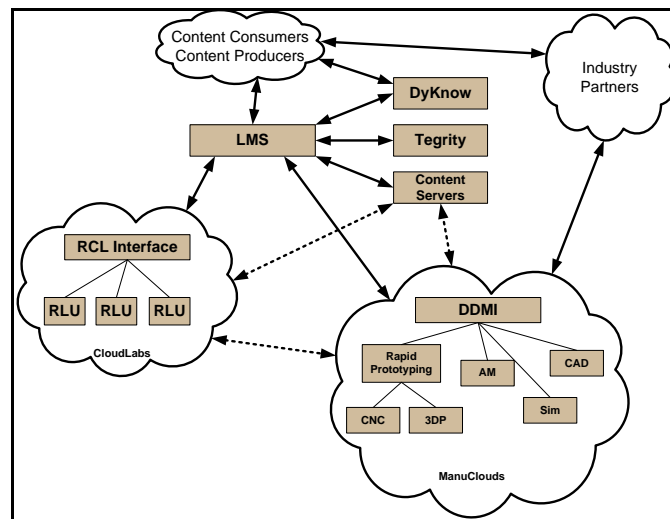 Content Consumers
Content Producers
Industry
Partners
DyKnow
LMS
Tegrity
Content
Servers
RCL Interface
RLU
RLU
RLU
CloudLabs
DDMI
Rapid
Prototyping
AM
CAD
CNC
3DP
Sim
ManuClouds